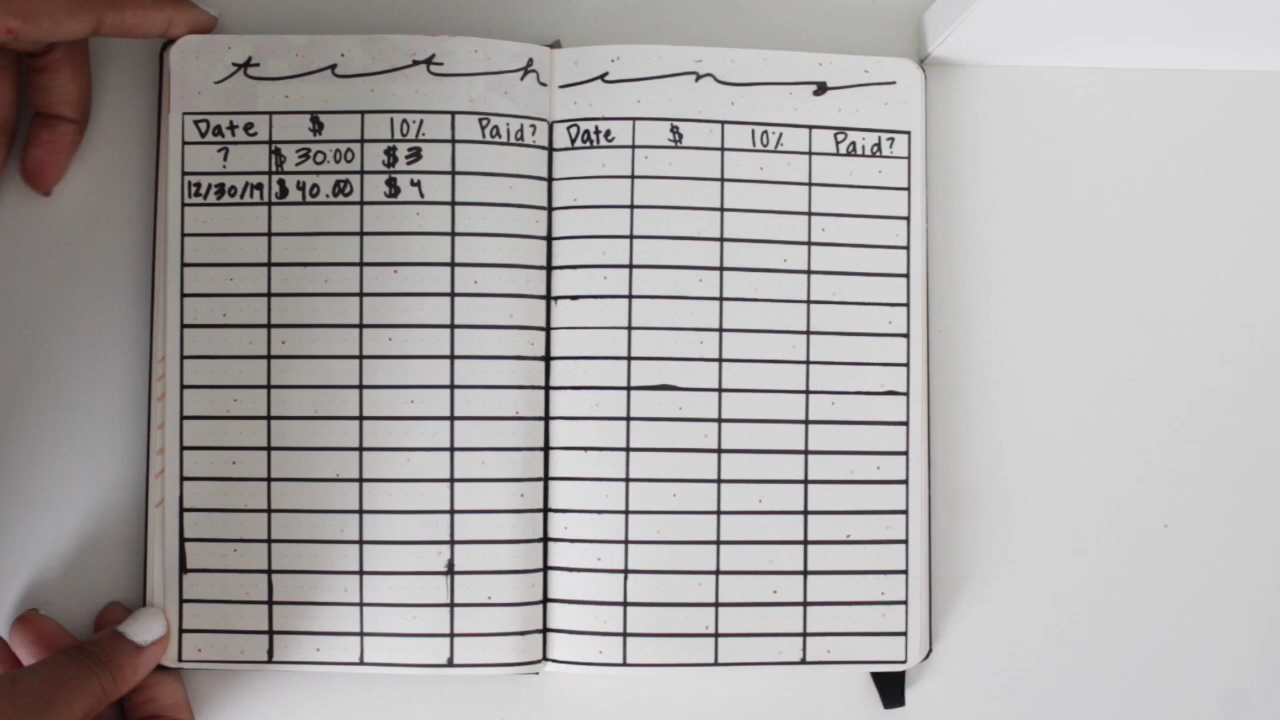 tithing
Date $ 10% Paid? Date $ 10% Paid?
? $30.00 $3
12/30/19 $40.00 $4